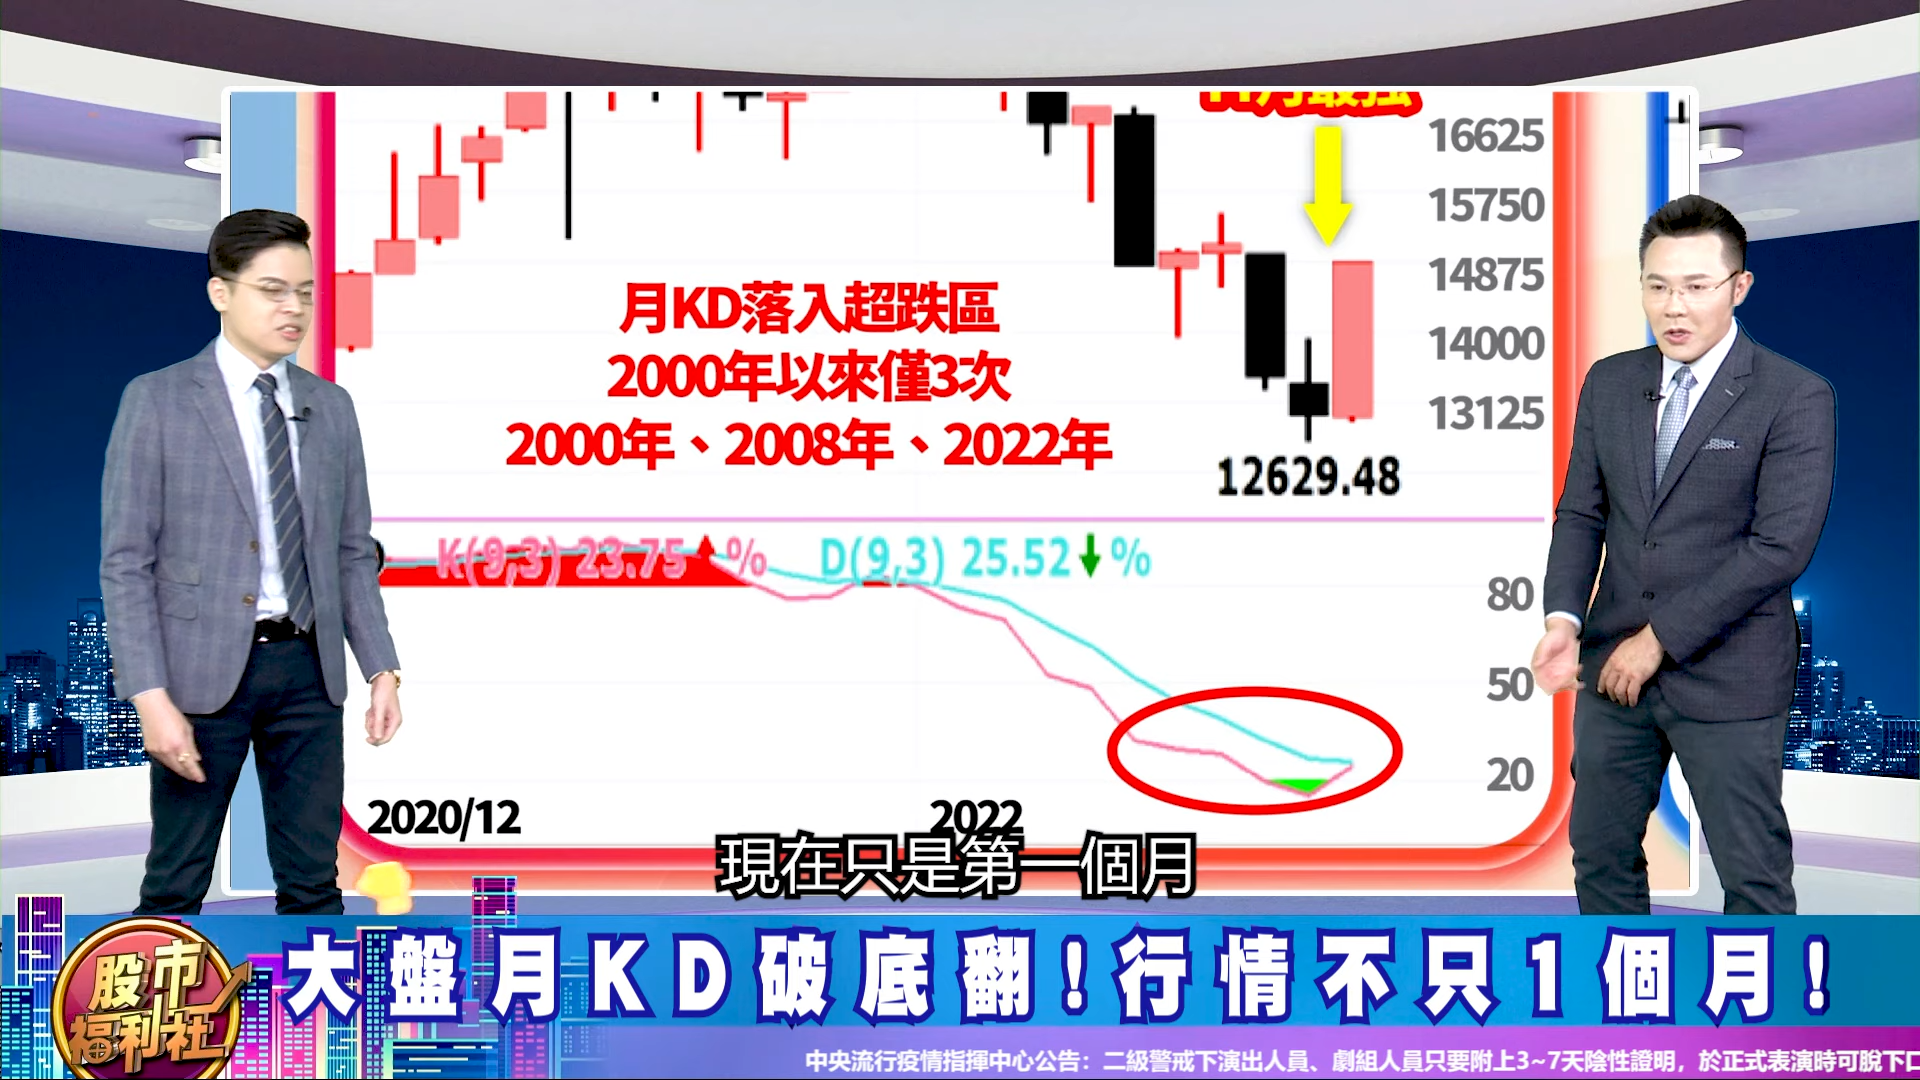 16625
15750
14875
14000
13125
月KD落入超跌區
2000年以來僅3次
2000年、2008年、2022年
12629.48
K(9,3) 23.75 % D(9,3) 25.52 %
80
50
20
2020/12 2022
現在只是第一個月
大盤月KD破底翻!行情不只1個月!
股市
福利社
中央流行疫情指揮中心公告：二級警戒下演出人員、劇組人員只要附上3~7天陰性證明，於正式表演時可脫下口